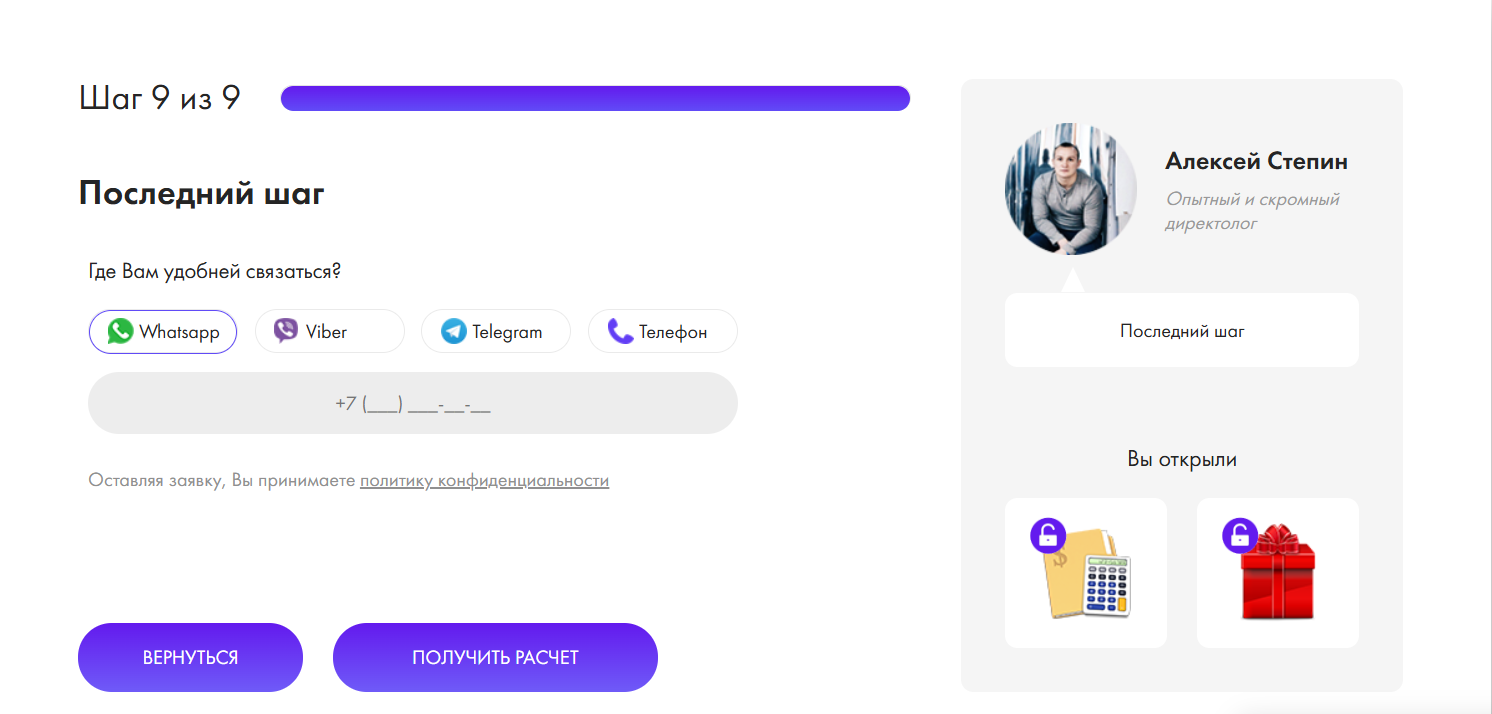 Шаг 9 из 9
Последний шаг
Где Вам удобней связаться?
Whatsapp
Viber
Telegram
Телефон
+7 (___) ___-__-__
Оставляя заявку, Вы принимаете политику конфиденциальности
ВЕРНУТЬСЯ
ПОЛУЧИТЬ РАСЧЕТ
Алексей Степин
Опытный и скромный
директолог
Последний шаг
Вы открыли